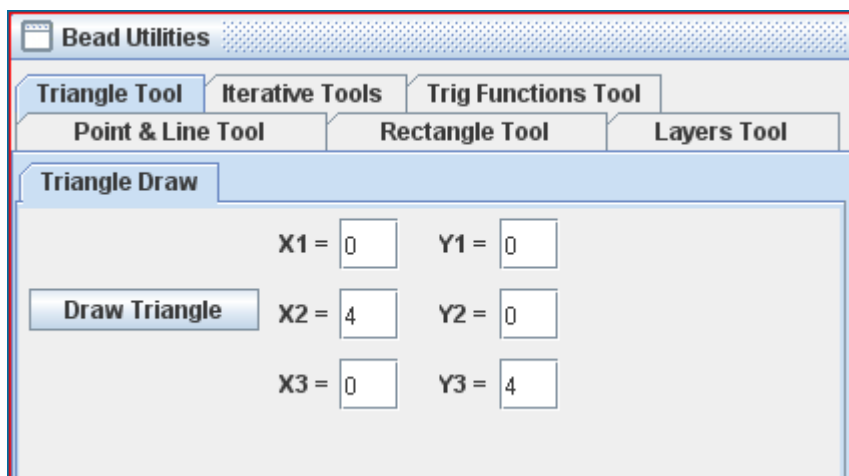 Bead Utilities
Triangle Tool Iterative Tools Trig Functions Tool
Point & Line Tool Rectangle Tool Layers Tool
Triangle Draw
X1 = 0 Y1 = 0
Draw Triangle X2 = 4 Y2 = 0
X3 = 0 Y3 = 4